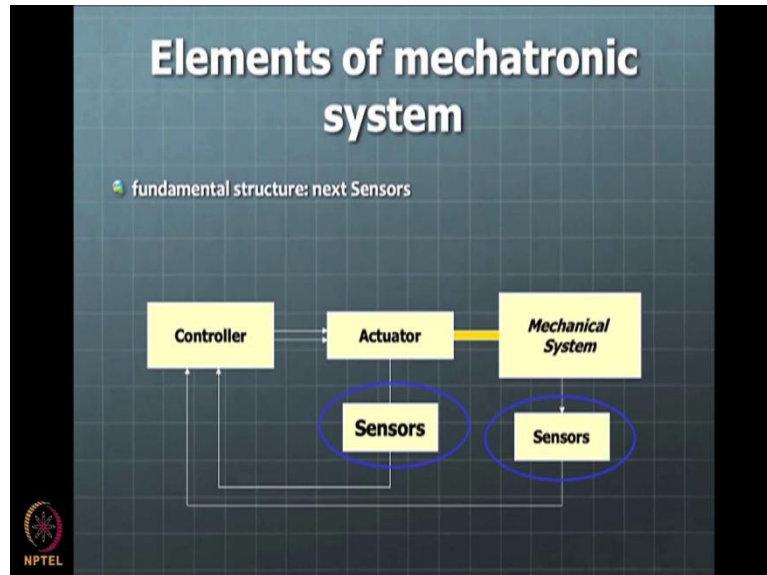 Elements of mechatronic
system
fundamental structure: next Sensors
Controller
Actuator
Mechanical
System
Sensors
Sensors
NPTEL